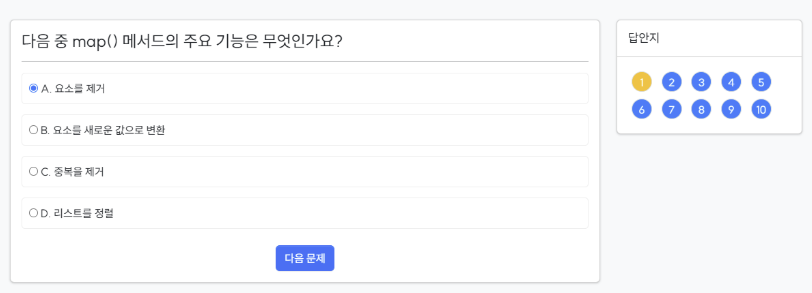 다음 중 map() 메서드의 주요 기능은 무엇인가요?
A. 요소를 제거
B. 요소를 새로운 값으로 변환
C. 중복을 제거
D. 리스트를 정렬
다음 문제
답안지
1 2 3 4 5
6 7 8 9 10